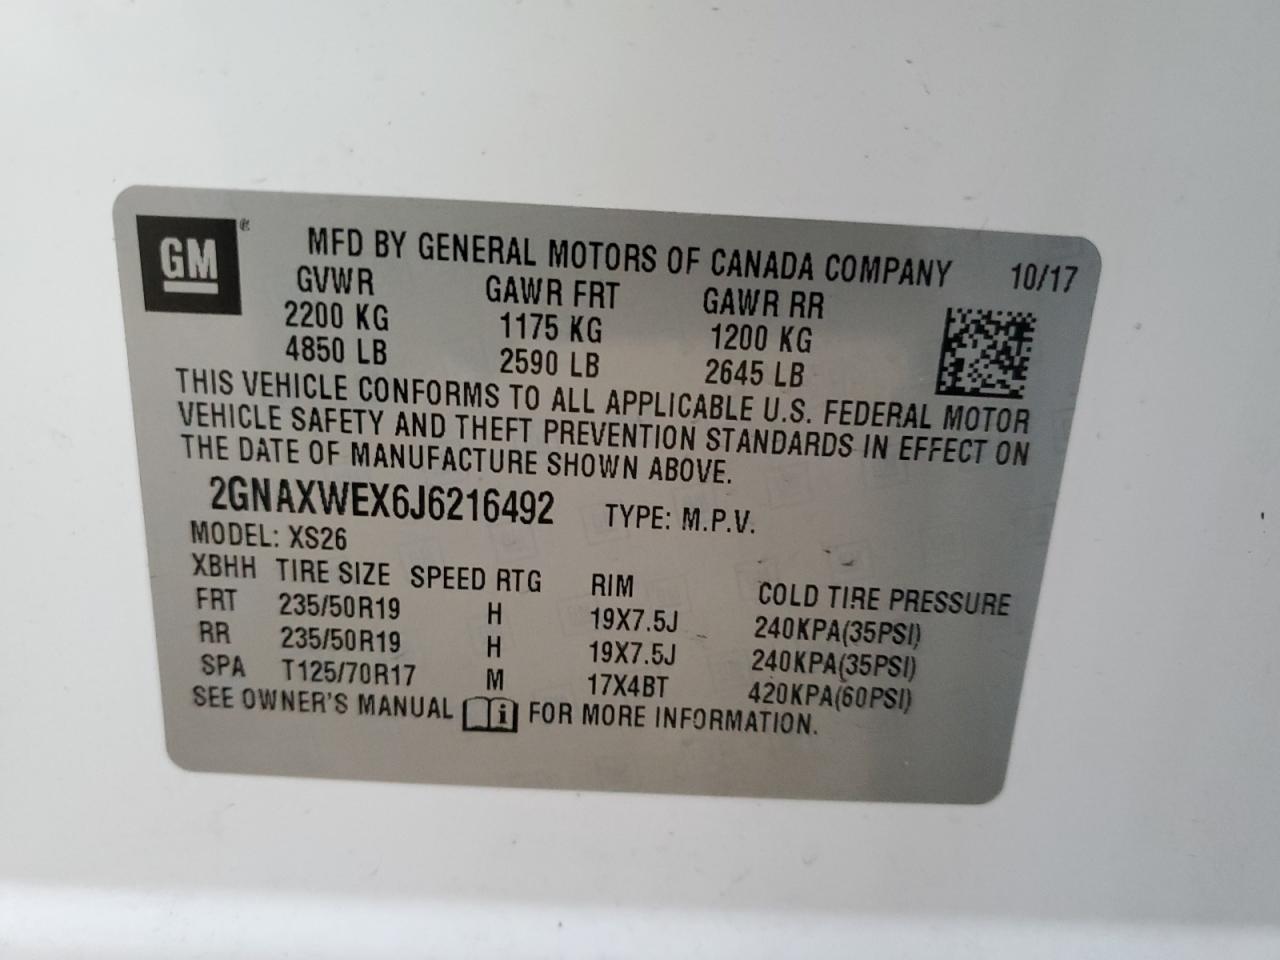 GM®
MFD BY GENERAL MOTORS OF CANADA COMPANY 10/17
GVWR GAWR FRT GAWR RR
2200 KG 1175 KG 1200 KG
4850 LB 2590 LB 2645 LB
THIS VEHICLE CONFORMS TO ALL APPLICABLE U.S. FEDERAL MOTOR
VEHICLE SAFETY AND THEFT PREVENTION STANDARDS IN EFFECT ON
THE DATE OF MANUFACTURE SHOWN ABOVE.
2GNAXWEX6J6216492 TYPE: M.P.V.
MODEL: XS26
XBHH TIRE SIZE SPEED RTG RIM COLD TIRE PRESSURE
FRT 235/50R19 H 19X7.5J 240KPA(35PSI)
RR 235/50R19 H 19X7.5J 240KPA(35PSI)
SPA T125/70R17 M 17X4BT 420KPA(60PSI)
SEE OWNER'S MANUAL i FOR MORE INFORMATION.